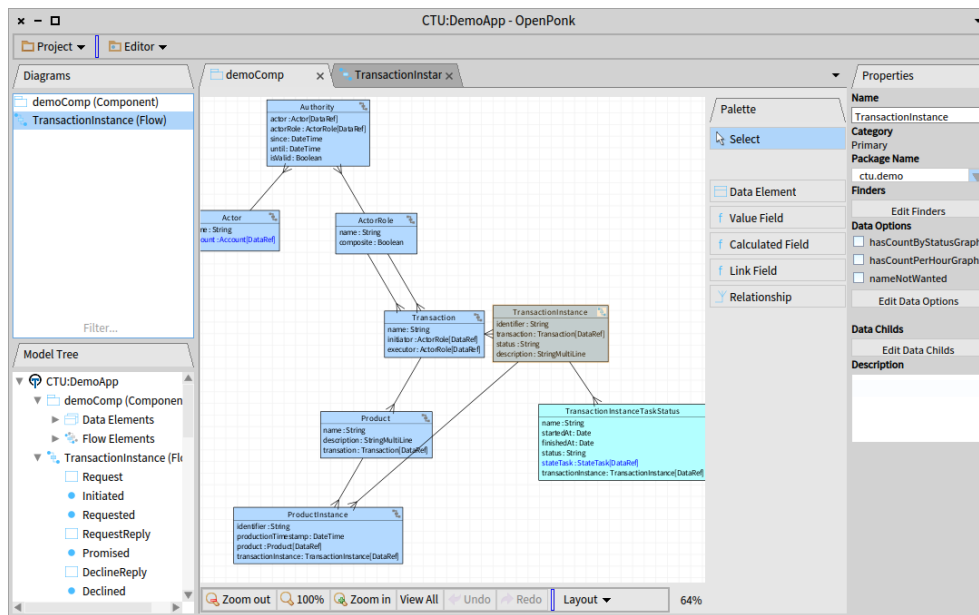 CTU:DemoApp - OpenPonk
Project
Editor
Diagrams
demoComp (Component)
TransactionInstance (Flow)
Filter...
Model Tree
CTU:DemoApp
demoComp (Componen
Data Elements
Flow Elements
TransactionInstance (Fl
Request
Initiated
Requested
RequestReply
Promised
DeclineReply
Declined
demoComp
TransactionInstar
Authority
actor : Actor[DataRef]
actorRole : ActorRole[DataRef]
since : DateTime
until : DateTime
isValid : Boolean
Actor
ne : String
ount : Account[DataRef]
ActorRole
name : String
composite : Boolean
Transaction
name: String
initiator : ActorRole[DataRef]
executor: ActorRole[DataRef]
TransactionInstance
identifier : String
transaction : Transaction[DataRef]
status : String
description : StringMultiLine
Product
name : String
description : StringMultiLine
transation : Transaction[DataRef]
TransactionInstanceTaskStatus
name : String
startedAt : Date
finishedAt : Date
status : String
stateTask : StateTask[DataRef]
transactionInstance : TransactionInstance[DataRef]
ProductInstance
identifier : String
productionTimestamp : DateTime
product : Product[DataRef]
transactionInstance : TransactionInstance[DataRef]
Zoom out
100%
Zoom in
View All
Undo
Redo
Layout
64%
Palette
Select
Data Element
Value Field
Calculated Field
Link Field
Relationship
Properties
Name
TransactionInstance
Category
Primary
Package Name
ctu.demo
Finders
Edit Finders
Data Options
hasCountByStatusGraph
hasCountPerHourGraph
nameNotWanted
Edit Data Options
Data Childs
Edit Data Childs
Description